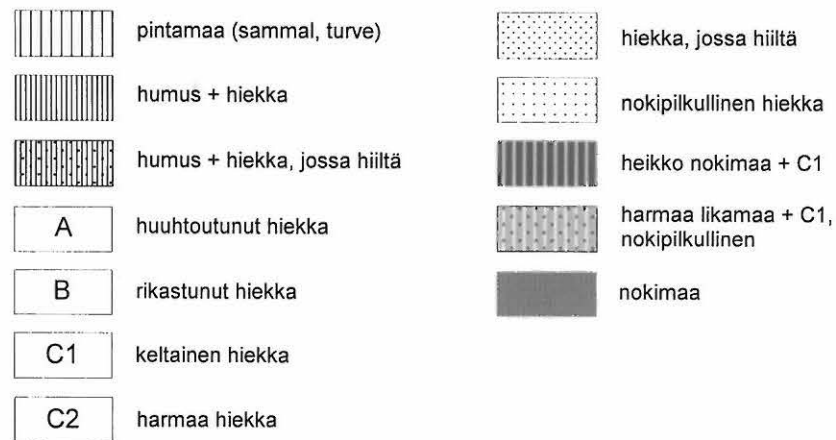 pintamaa (sammal, turve)
humus + hiekka
humus + hiekka, jossa hiiltä
A huuhtoutunut hiekka
B rikastunut hiekka
C1 keltainen hiekka
C2 harmaa hiekka
hiekka, jossa hiiltä
nokipilkullinen hiekka
heikko nokimaa + C1
harmaa likamaa + C1,
nokipilkullinen
nokimaa